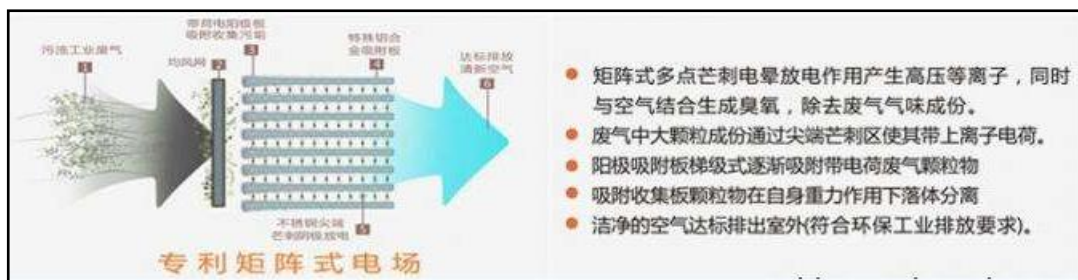 污浊工业废气
1
均风网
2
带荷电阳极板
吸附收集污垢
3
特殊铝合
金吸附板
4
达标排放
清新空气
6
不锈钢尖端
芒刺阴极放电
5
专利矩阵式电场
矩阵式多点芒刺电晕放电作用产生高压等离子，同时
与空气结合生成臭氧，除去废气气味成份。
废气中大颗粒成份通过尖端芒刺区使其带上离子电荷。
阳极吸附板梯级式逐渐吸附带电荷废气颗粒物
吸附收集板颗粒物在自身重力作用下落体分离
洁净的空气达标排出室外(符合环保工业排放要求)。